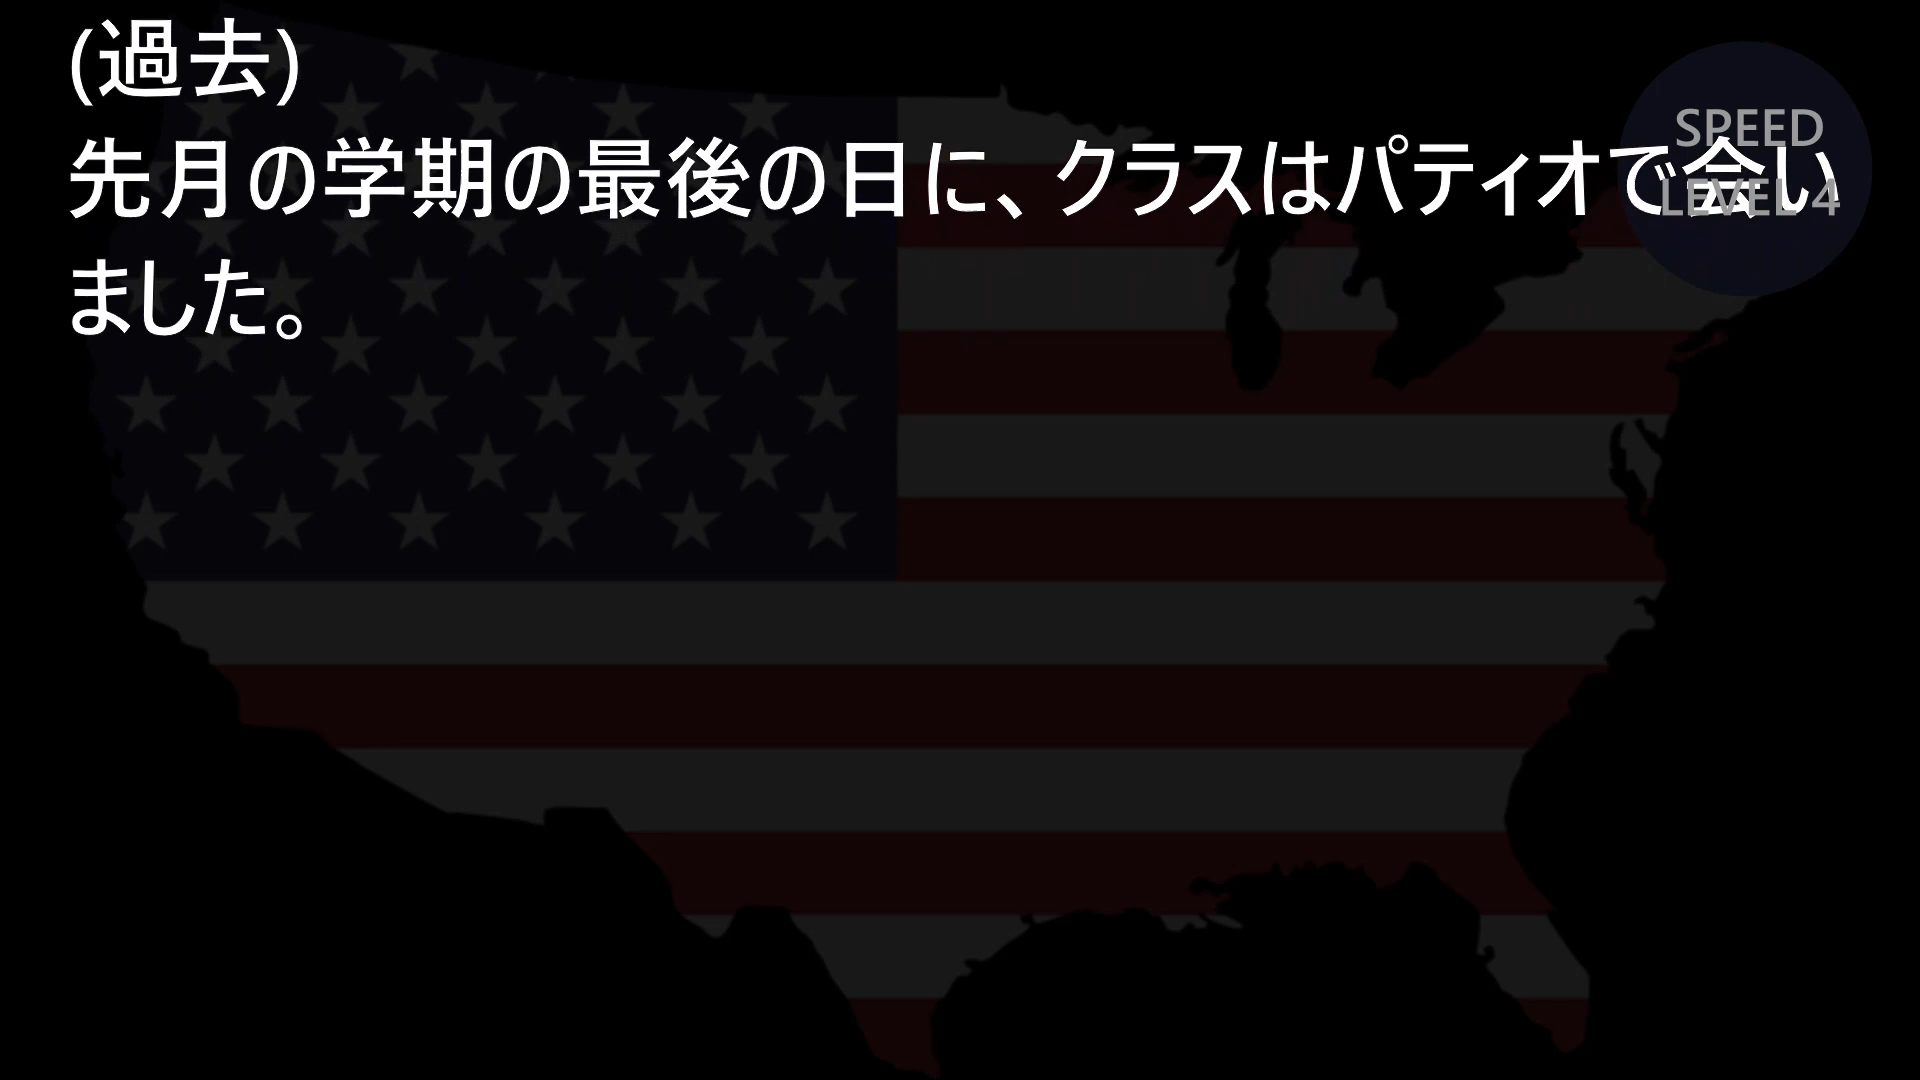 (過去)
先月の学期の最後の日に、クラスはパティオで会い
ました。
SPEED
LEVEL 4